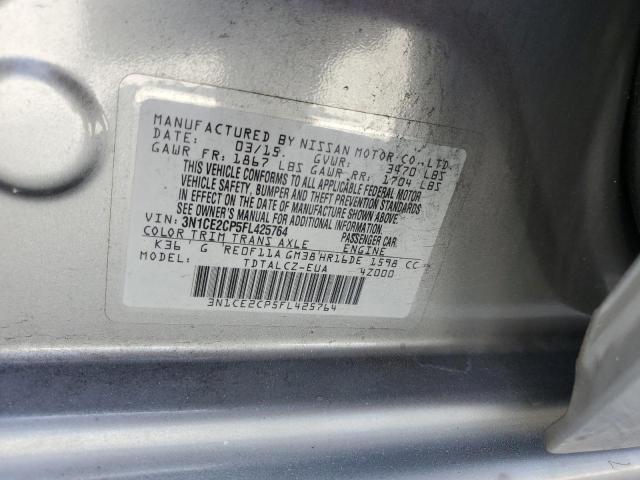 MANUFACTURED BY NISSAN MOTOR CO., LTD.
DATE: 03/15. GVWR: 3470 LBS
GAWR FR: 1867 LBS GAWR RR: 1704 LBS
THIS VEHICLE CONFORMS TO ALL APPLICABLE FEDERAL MOTOR
VEHICLE SAFETY, BUMPER AND THEFT PREVENTION STANDARDS
IN EFFECT ON THE DATE OF MANUFACTURE SHOWN ABOVE.
SEE OWNER'S MANUAL FOR ADDITIONAL INFORMATION.
VIN: 3N1CE2CP5FL425764 PASSENGER CAR
COLOR TRIM TRANS AXLE ENGINE
K36 G RE0F11A GM38 HR16DE 1598 CC
MODEL: TDTALCZ-EUA 4Z000
3N1CE2CP5FL425764